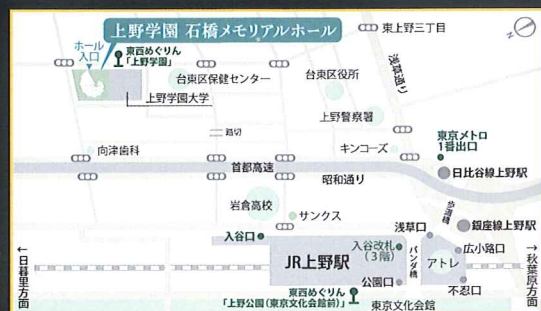 上野学園 石橋メモリアルホール
東上野三丁目
N
ホール
入口
東西めぐりん
「上野学園」
台東区保健センター
台東区役所
浅草通り
上野学園大学
上野警察署
踏切
東京メトロ
1番出口
向津歯科
キンコーズ
首都高速
日比谷線上野駅
昭和通り
岩倉高校
サンクス
歩道橋
銀座線上野駅
浅草口
入谷口
入谷改札
(3階)
パンダ橋
広小路口
JR上野駅
アトレ
公園口
不忍口
←日暮里方面
→秋葉原方面
東西めぐりん
「上野公園(東京文化会館前)」
東京文化会館